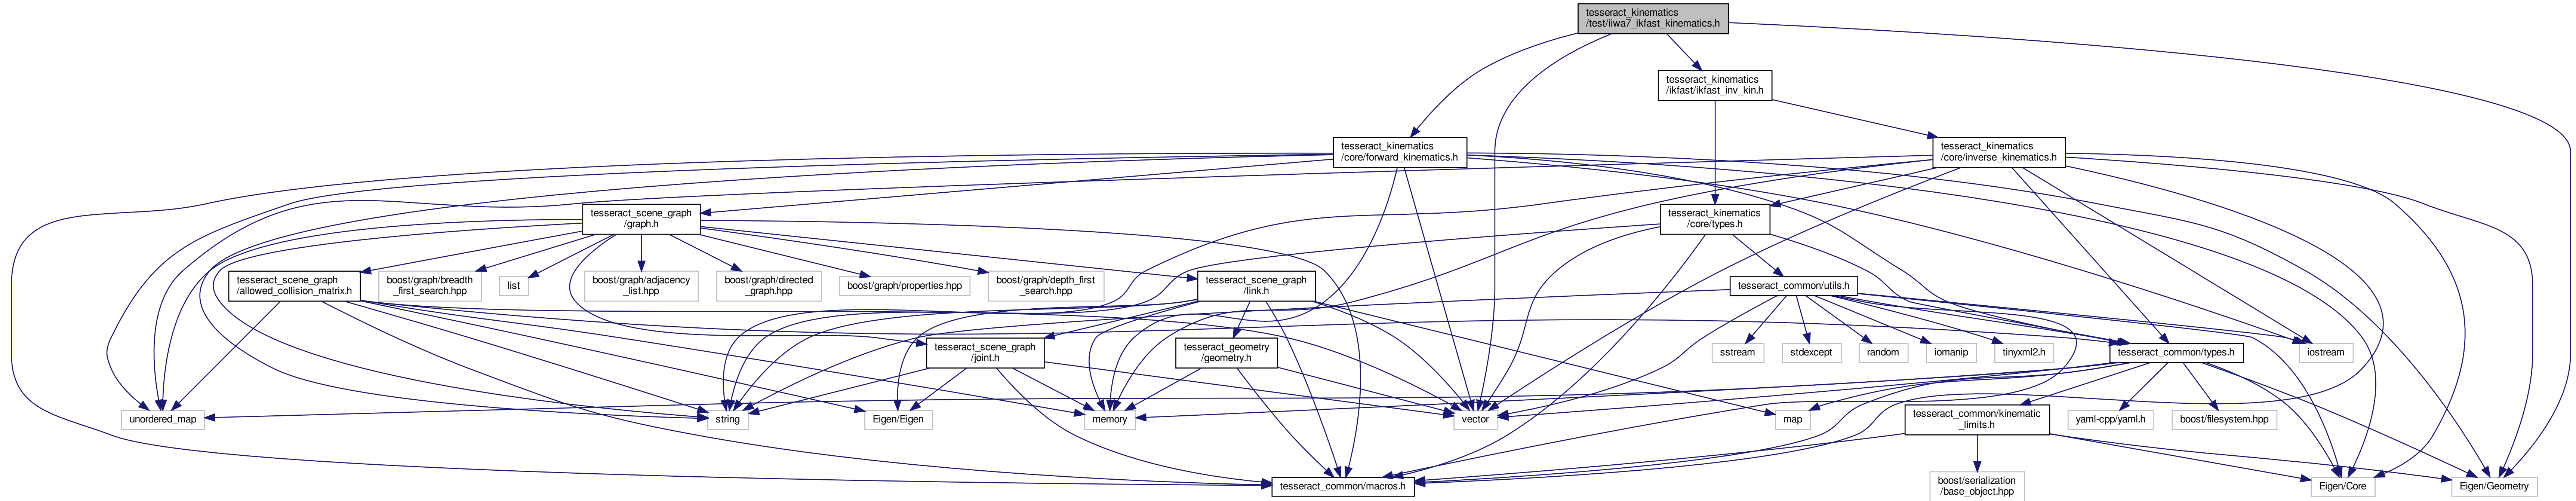 tesseract_kinematics
/test/iiwa7_ikfast_kinematics.h
tesseract_kinematics
/ikfast/ikfast_inv_kin.h
tesseract_kinematics
/core/forward_kinematics.h
tesseract_kinematics
/core/inverse_kinematics.h
tesseract_scene_graph
/graph.h
tesseract_kinematics
/core/types.h
tesseract_scene_graph
/allowed_collision_matrix.h
boost/graph/breadth
_first_search.hpp
list
boost/graph/adjacency
_list.hpp
boost/graph/directed
_graph.hpp
boost/graph/properties.hpp
boost/graph/depth_first
_search.hpp
tesseract_scene_graph
/link.h
tesseract_common/utils.h
tesseract_scene_graph
/joint.h
tesseract_geometry
/geometry.h
sstream
stdexcept
random
iomanip
tinyxml2.h
tesseract_common/types.h
iostream
unordered_map
string
Eigen/Eigen
memory
vector
map
tesseract_common/kinematic
_limits.h
yaml-cpp/yaml.h
boost/filesystem.hpp
tesseract_common/macros.h
boost/serialization
/base_object.hpp
Eigen/Core
Eigen/Geometry